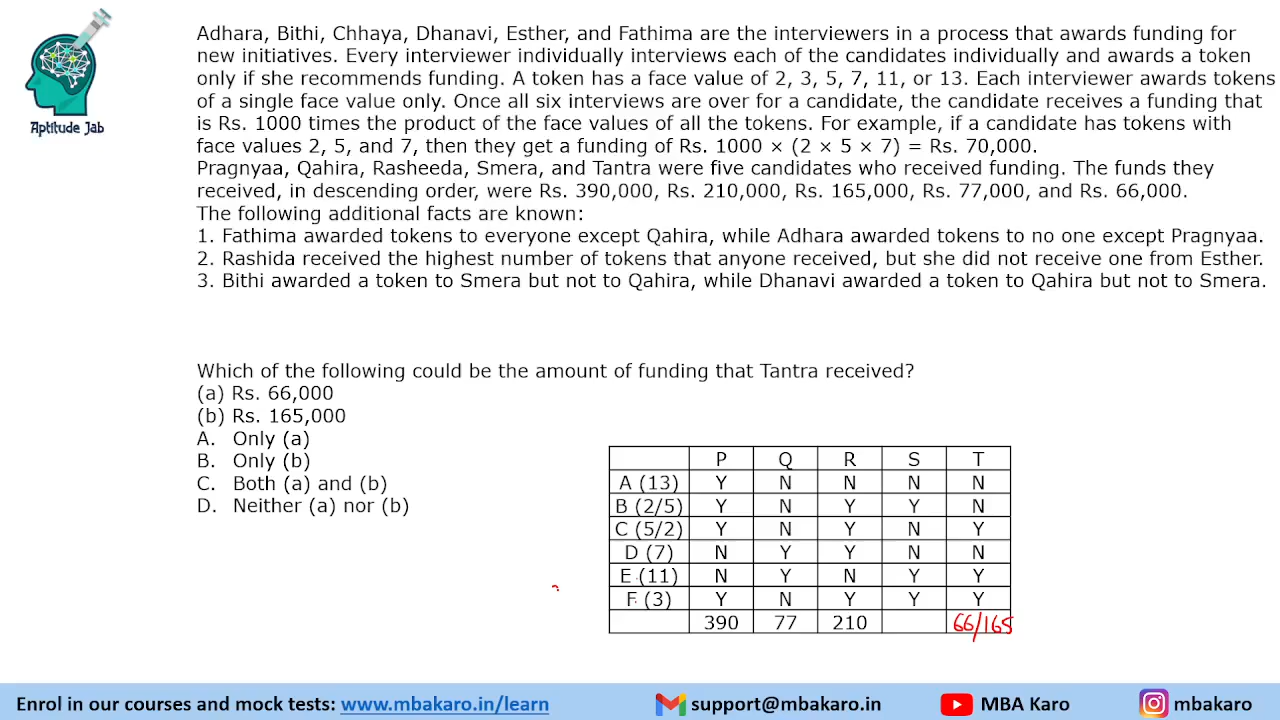 Adhara, Bithi, Chhaya, Dhanavi, Esther, and Fathima are the interviewers in a process that awards funding for
new initiatives. Every interviewer individually interviews each of the candidates individually and awards a token
only if she recommends funding. A token has a face value of 2, 3, 5, 7, 11, or 13. Each interviewer awards tokens
of a single face value only. Once all six interviews are over for a candidate, the candidate receives a funding that
is Rs. 1000 times the product of the face values of all the tokens. For example, if a candidate has tokens with
face values 2, 5, and 7, then they get a funding of Rs. 1000 × (2 × 5 × 7) = Rs. 70,000.
Pragnyaa, Qahira, Rasheeda, Smera, and Tantra were five candidates who received funding. The funds they
received, in descending order, were Rs. 390,000, Rs. 210,000, Rs. 165,000, Rs. 77,000, and Rs. 66,000.
The following additional facts are known:
1. Fathima awarded tokens to everyone except Qahira, while Adhara awarded tokens to no one except Pragnyaa.
2. Rashida received the highest number of tokens that anyone received, but she did not receive one from Esther.
3. Bithi awarded a token to Smera but not to Qahira, while Dhanavi awarded a token to Qahira but not to Smera.
Aptitude Jab
Which of the following could be the amount of funding that Tantra received?
(a) Rs. 66,000
(b) Rs. 165,000
A. Only (a)
B. Only (b)
C. Both (a) and (b)
D. Neither (a) nor (b)
P Q R S T
A (13) Y N N N N
B (2/5) Y N Y Y N
C (5/2) Y N Y N Y
D (7) N Y Y N N
E (11) N Y N Y Y
F (3) Y N Y Y Y
390 77 210 66/165
Enrol in our courses and mock tests: www.mbakaro.in/learn support@mbakaro.in MBA Karo mbakaro